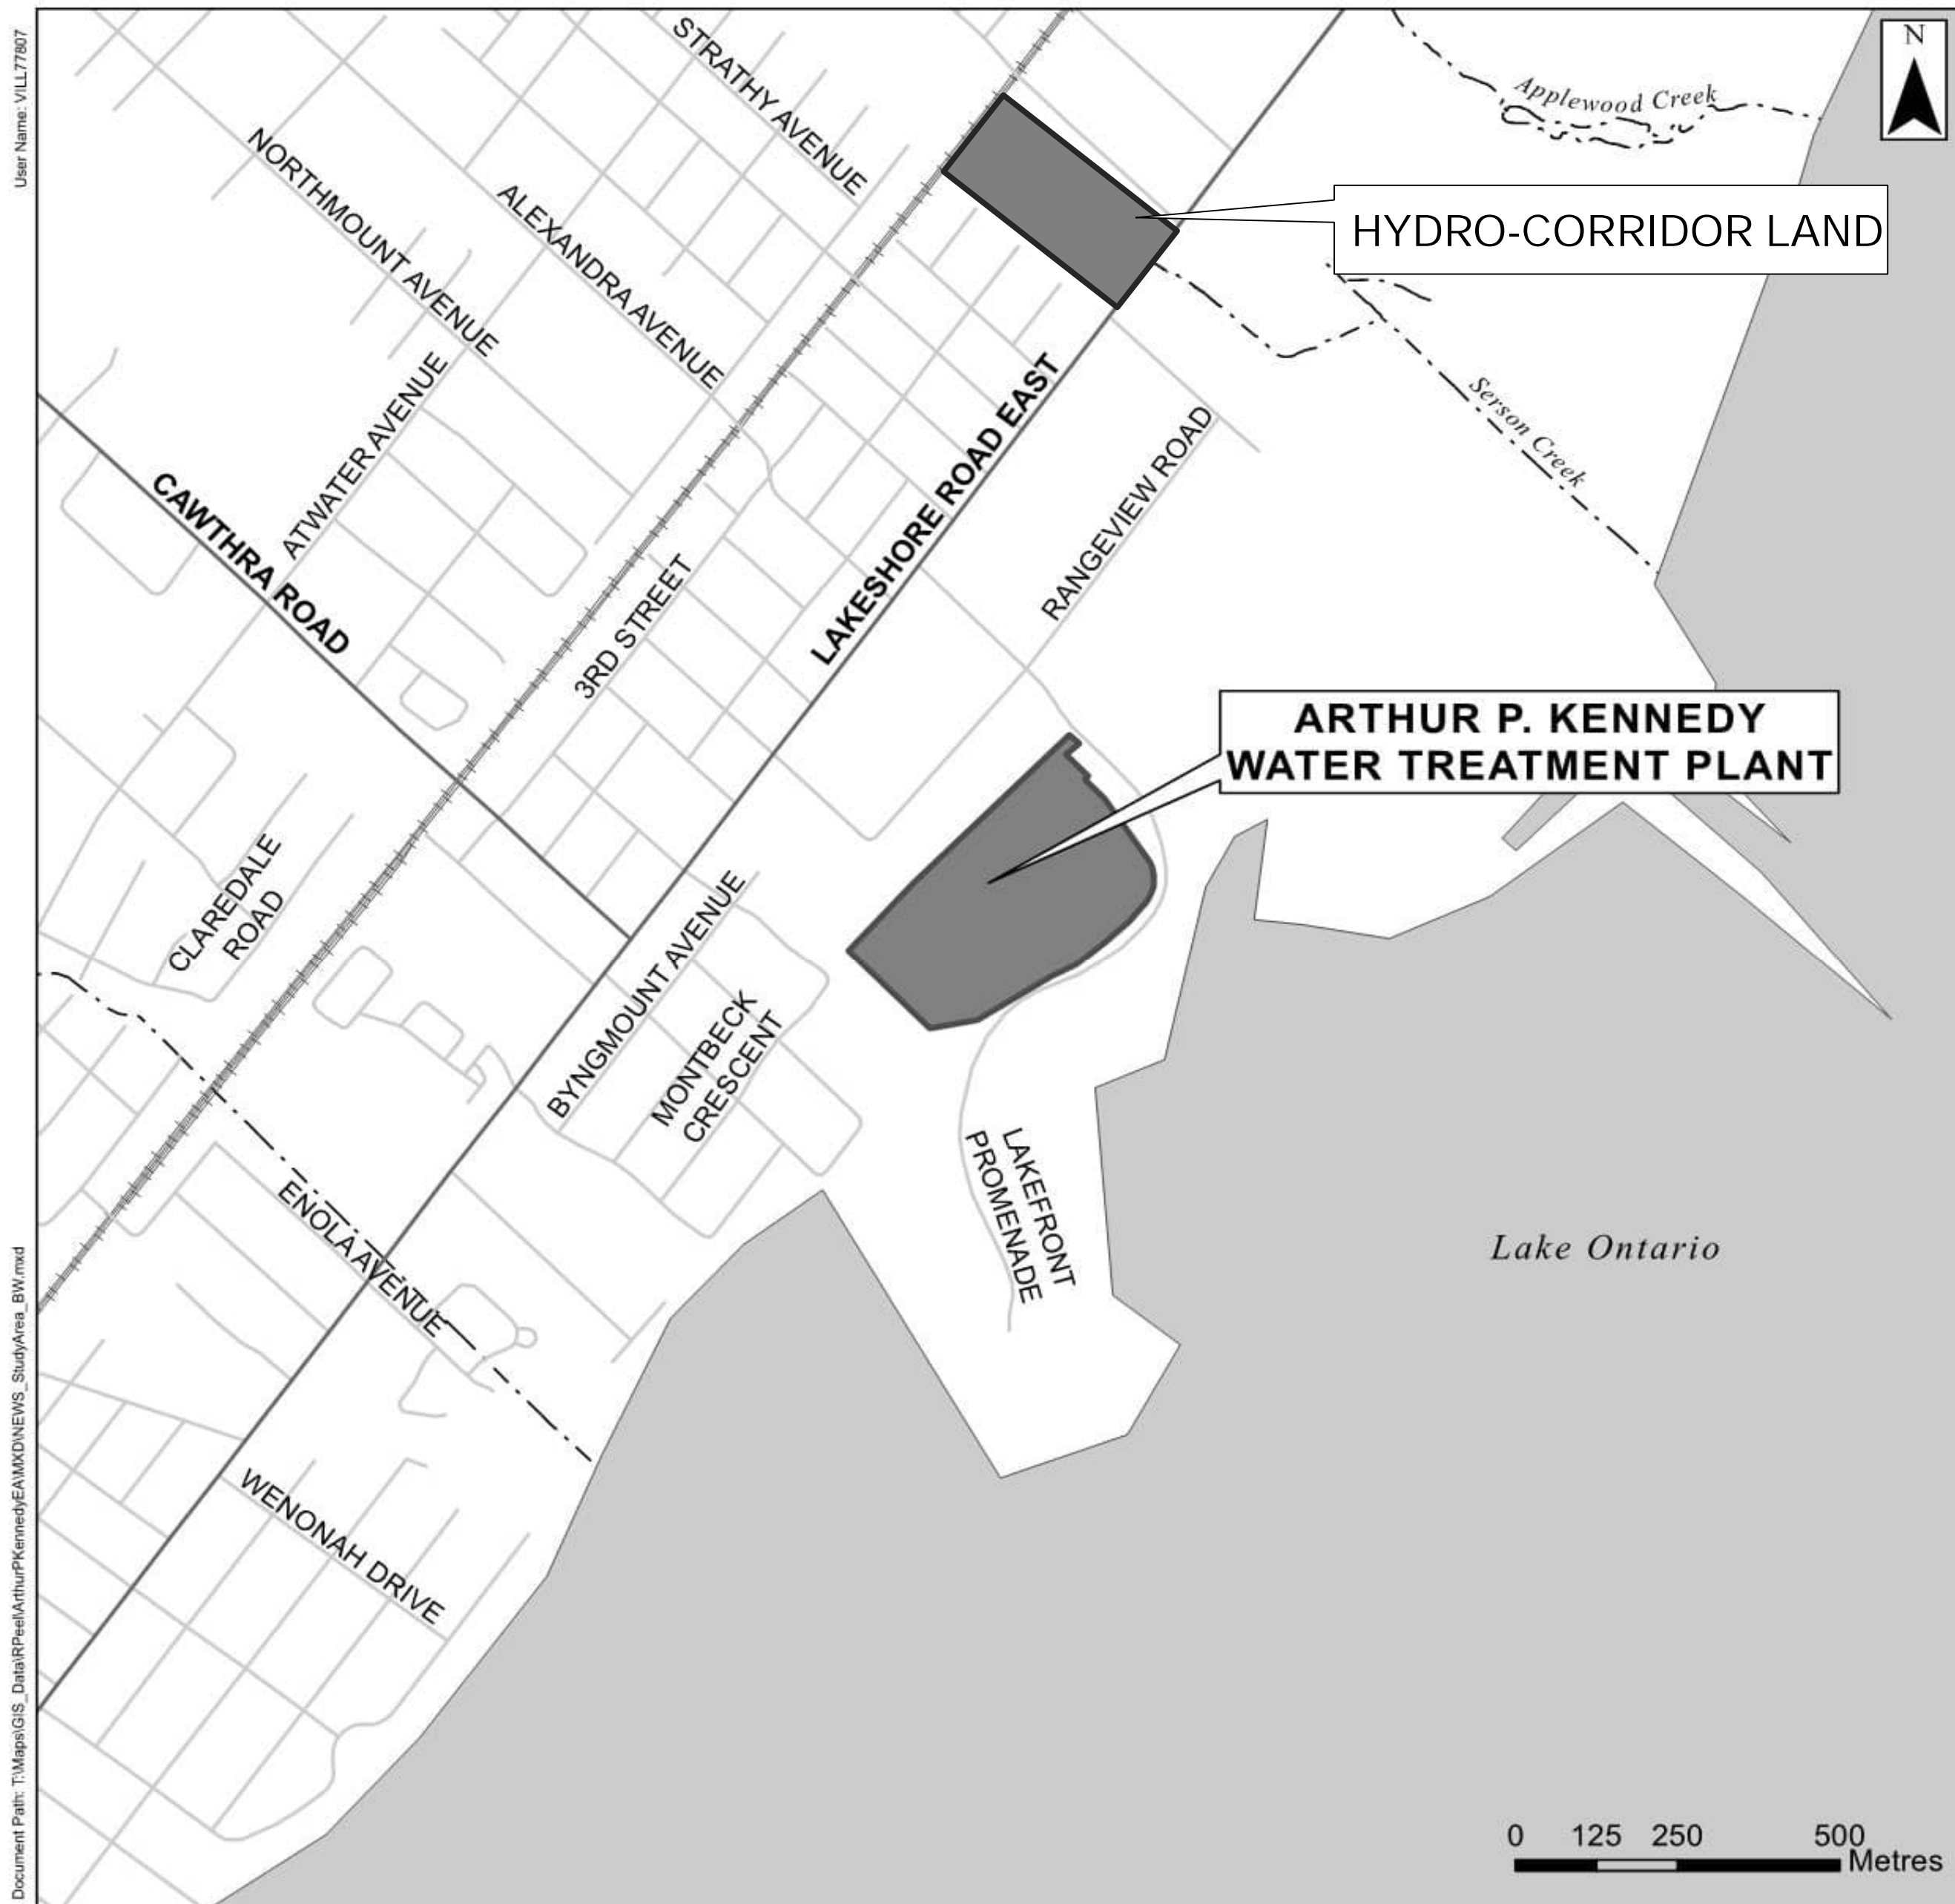 User Name: VILL77807
Document Path: T:\Maps\GIS_Data\RPeel\ArthurPKennedyEA\MXD\NEWS_StudyArea_BW.mxd
N
STRATHY AVENUE
Applewood Creek
NORTHMOUNT AVENUE
ALEXANDRA AVENUE
HYDRO-CORRIDOR LAND
ATWATER AVENUE
LAKESHORE ROAD EAST
Serson Creek
RANGEVIEW ROAD
CAWTHRA ROAD
3RD STREET
ARTHUR P. KENNEDY
WATER TREATMENT PLANT
CLAREDALE
ROAD
BYNGMOUNT AVENUE
MONTBECK
CRESCENT
LAKEFRONT
PROMENADE
ENOLA AVENUE
Lake Ontario
WENONAH DRIVE
0 125 250 500
Metres